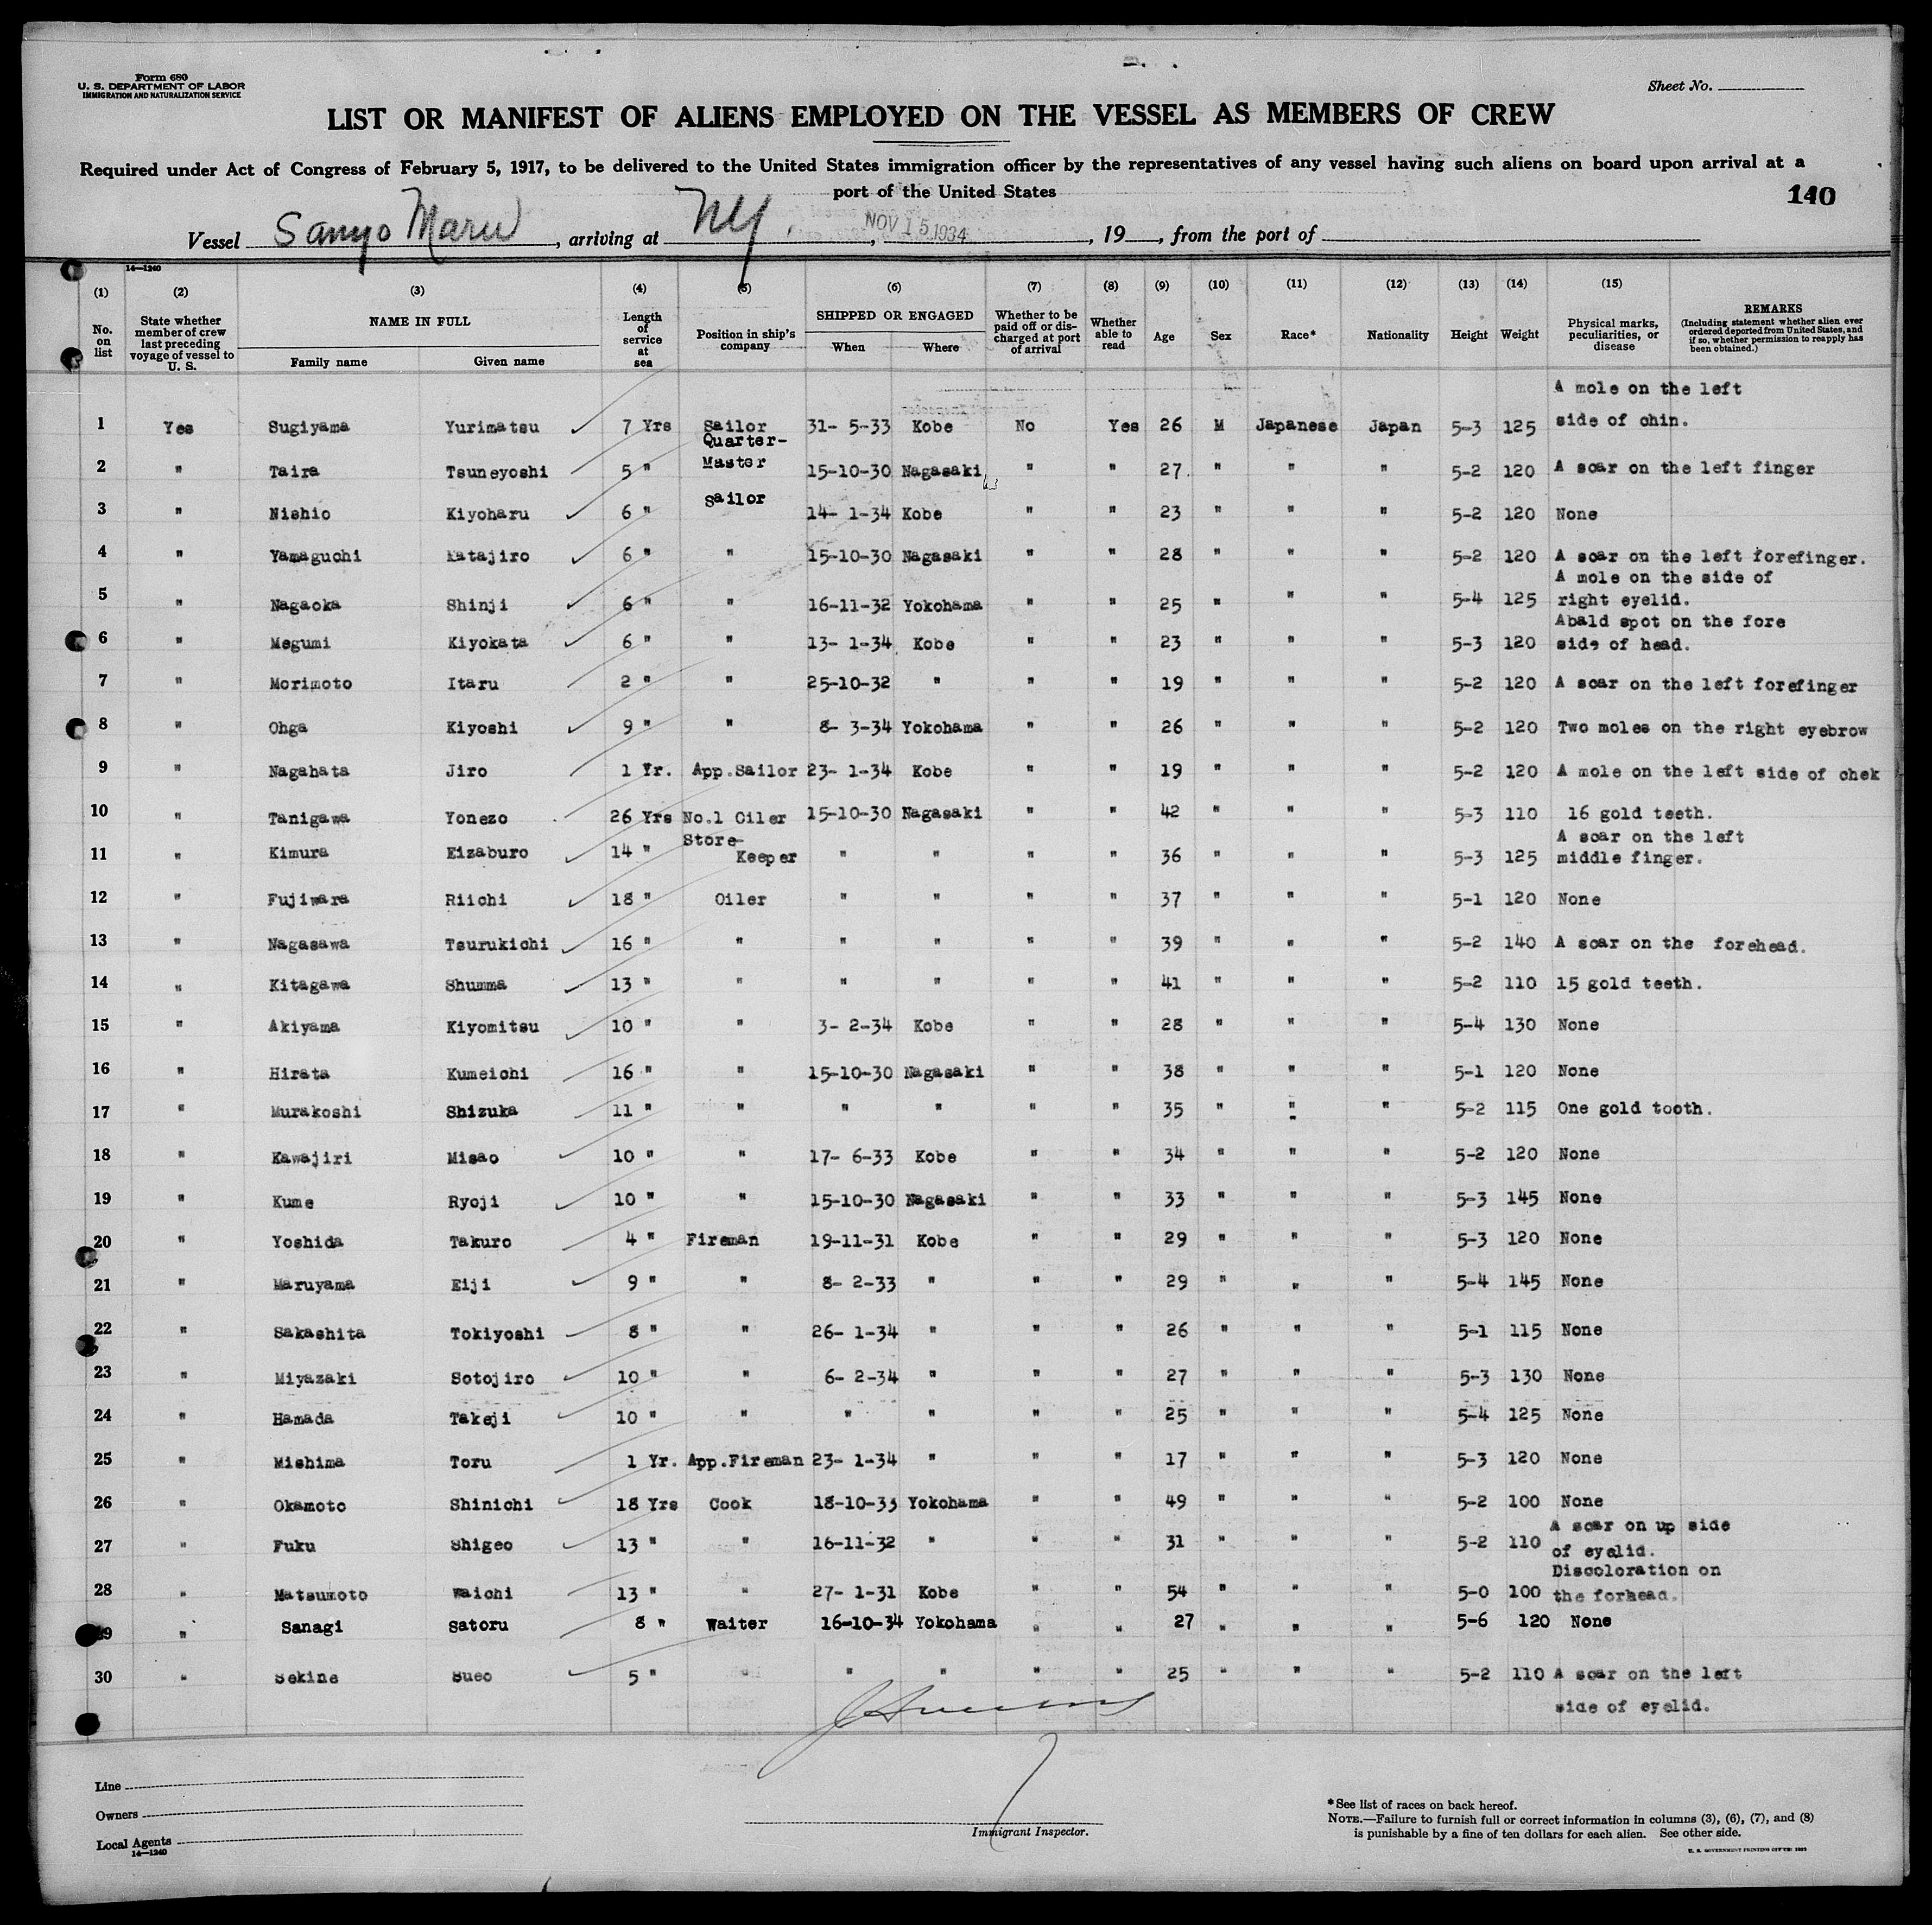 Form 680
U. S. DEPARTMENT OF LABOR
IMMIGRATION AND NATURALIZATION SERVICE
Sheet No.
LIST OR MANIFEST OF ALIENS EMPLOYED ON THE VESSEL AS MEMBERS OF CREW
Required under Act of Congress of February 5, 1917, to be delivered to the United States immigration officer by the representatives of any vessel having such aliens on board upon arrival at a
port of the United States
140
Vessel Sanyo Maru, arriving at NY. , NOV 15 1934, 19 , from the port of
14—1240
(1) (2) (3) (4) (5) (6) (7) (8) (9) (10) (11) (12) (13) (14) (15)
No. on list
State whether member of crew last preceding voyage of vessel to U. S.
NAME IN FULL
Family name Given name
Length of service at sea
Position in ship's company
SHIPPED OR ENGAGED
When Where
Whether to be paid off or discharged at port of arrival
Whether able to read
Age
Sex
Race*
Nationality
Height
Weight
Physical marks, peculiarities, or disease
REMARKS
(Including statement whether alien ever ordered deported from United States, and if so, whether permission to reapply has been obtained.)
1 Yes Sugiyama Yurimatsu 7 Yrs Sailor 31- 5-33 Kobe No Yes 26 M Japanese Japan 5-3 125 A mole on the left side of chin.
2 " Taira Tsuneyoshi 5 " Quarter-Master 15-10-30 Nagasaki " " 27 " " " 5-2 120 A scar on the left finger
3 " Nishio Kiyoharu 6 " Sailor 14- 1-34 Kobe " " 23 " " " 5-2 120 None
4 " Yamaguchi Katajiro 6 " " 15-10-30 Nagasaki " " 28 " " 5-2 120 A scar on the left forefinger.
5 " Nagaoka Shinji 6 " " 16-11-32 Yokohama " " 25 " " " 5-4 125 A mole on the side of right eyelid.
6 " Megumi Kiyokata 6 " " 13- 1-34 Kobe " " 23 " " " 5-3 120 Abald spot on the fore side of head.
7 " Morimoto Itaru 2 " " 25-10-32 " " " 19 " " " 5-2 120 A scar on the left forefinger
8 " Ohga Kiyoshi 9 " " 8- 3-34 Yokohama " " 26 " " " 5-2 120 Two moles on the right eyebrow
9 " Nagahata Jiro 1 Yr. App.Sailor 23- 1-34 Kobe " " 19 " " " 5-2 120 A mole on the left side of chek
10 " Tanigawa Yonezo 26 Yrs No.1 Oiler 15-10-30 Nagasaki " " 42 " " " 5-3 110 16 gold teeth.
11 " Kimura Eizaburo 14 " Store-Keeper " " " " 36 " " " 5-3 125 A scar on the left middle finger.
12 " Fujiwara Riichi 18 " Oiler " " " " 37 " " " 5-1 120 None
13 " Nagasawa Tsurukichi 16 " " " " " " 39 " " " 5-2 140 A scar on the forehead.
14 " Kitagawa Shumma 13 " " " " " " 41 " " " 5-2 110 15 gold teeth.
15 " Akiyama Kiyomitsu 10 " " 3- 2-34 Kobe " " 28 " " " 5-4 130 None
16 " Hirata Kumeichi 16 " " 15-10-30 Nagasaki " " 38 " " " 5-1 120 None
17 " Murakoshi Shizuka 11 " " " " " " 35 " " " 5-2 115 One gold tooth.
18 " Kawajiri Misao 10 " " 17- 6-33 Kobe " " 34 " " " 5-2 120 None
19 " Kume Ryoji 10 " " 15-10-30 Nagasaki " " 33 " " " 5-3 145 None
20 " Yoshida Takuro 4 " Fireman 19-11-31 Kobe " " 29 " " " 5-3 120 None
21 " Maruyama Eiji 9 " " 8- 2-33 " " " 29 " " " 5-4 145 None
22 " Sakashita Tokiyoshi 8 " " 26- 1-34 " " " 26 " " " 5-1 115 None
23 " Miyazaki Sotojiro 10 " " 6- 2-34 " " " 27 " " " 5-3 130 None
24 " Hamada Takeji 10 " " " " " " 25 " " " 5-4 125 None
25 " Mishima Toru 1 Yr. App.Fireman 23- 1-34 " " " 17 " " " 5-3 120 None
26 " Okamoto Shinichi 18 Yrs Cook 18-10-33 Yokohama " " 49 " " " 5-2 100 None
27 " Fuku Shigeo 13 " " 16-11-32 " " " 31 " " " 5-2 110 A scar on up side of eyelid.
28 " Matsumoto Waichi 13 " " 27- 1-31 Kobe " " 54 " " " 5-0 100 Discoloration on the forhead.
29 " Sanagi Satoru 8 " Waiter 16-10-34 Yokohama " " 27 " " " 5-6 120 None
30 " Sekine Sueo 5 " " " " " " 25 " " " 5-2 110 A scar on the left side of eyelid.
Line
Owners
Local Agents
14—1240
Immigrant Inspector.
*See list of races on back hereof.
NOTE.—Failure to furnish full or correct information in columns (3), (6), (7), and (8)
is punishable by a fine of ten dollars for each alien. See other side.
U. S. GOVERNMENT PRINTING OFFICE: 1931